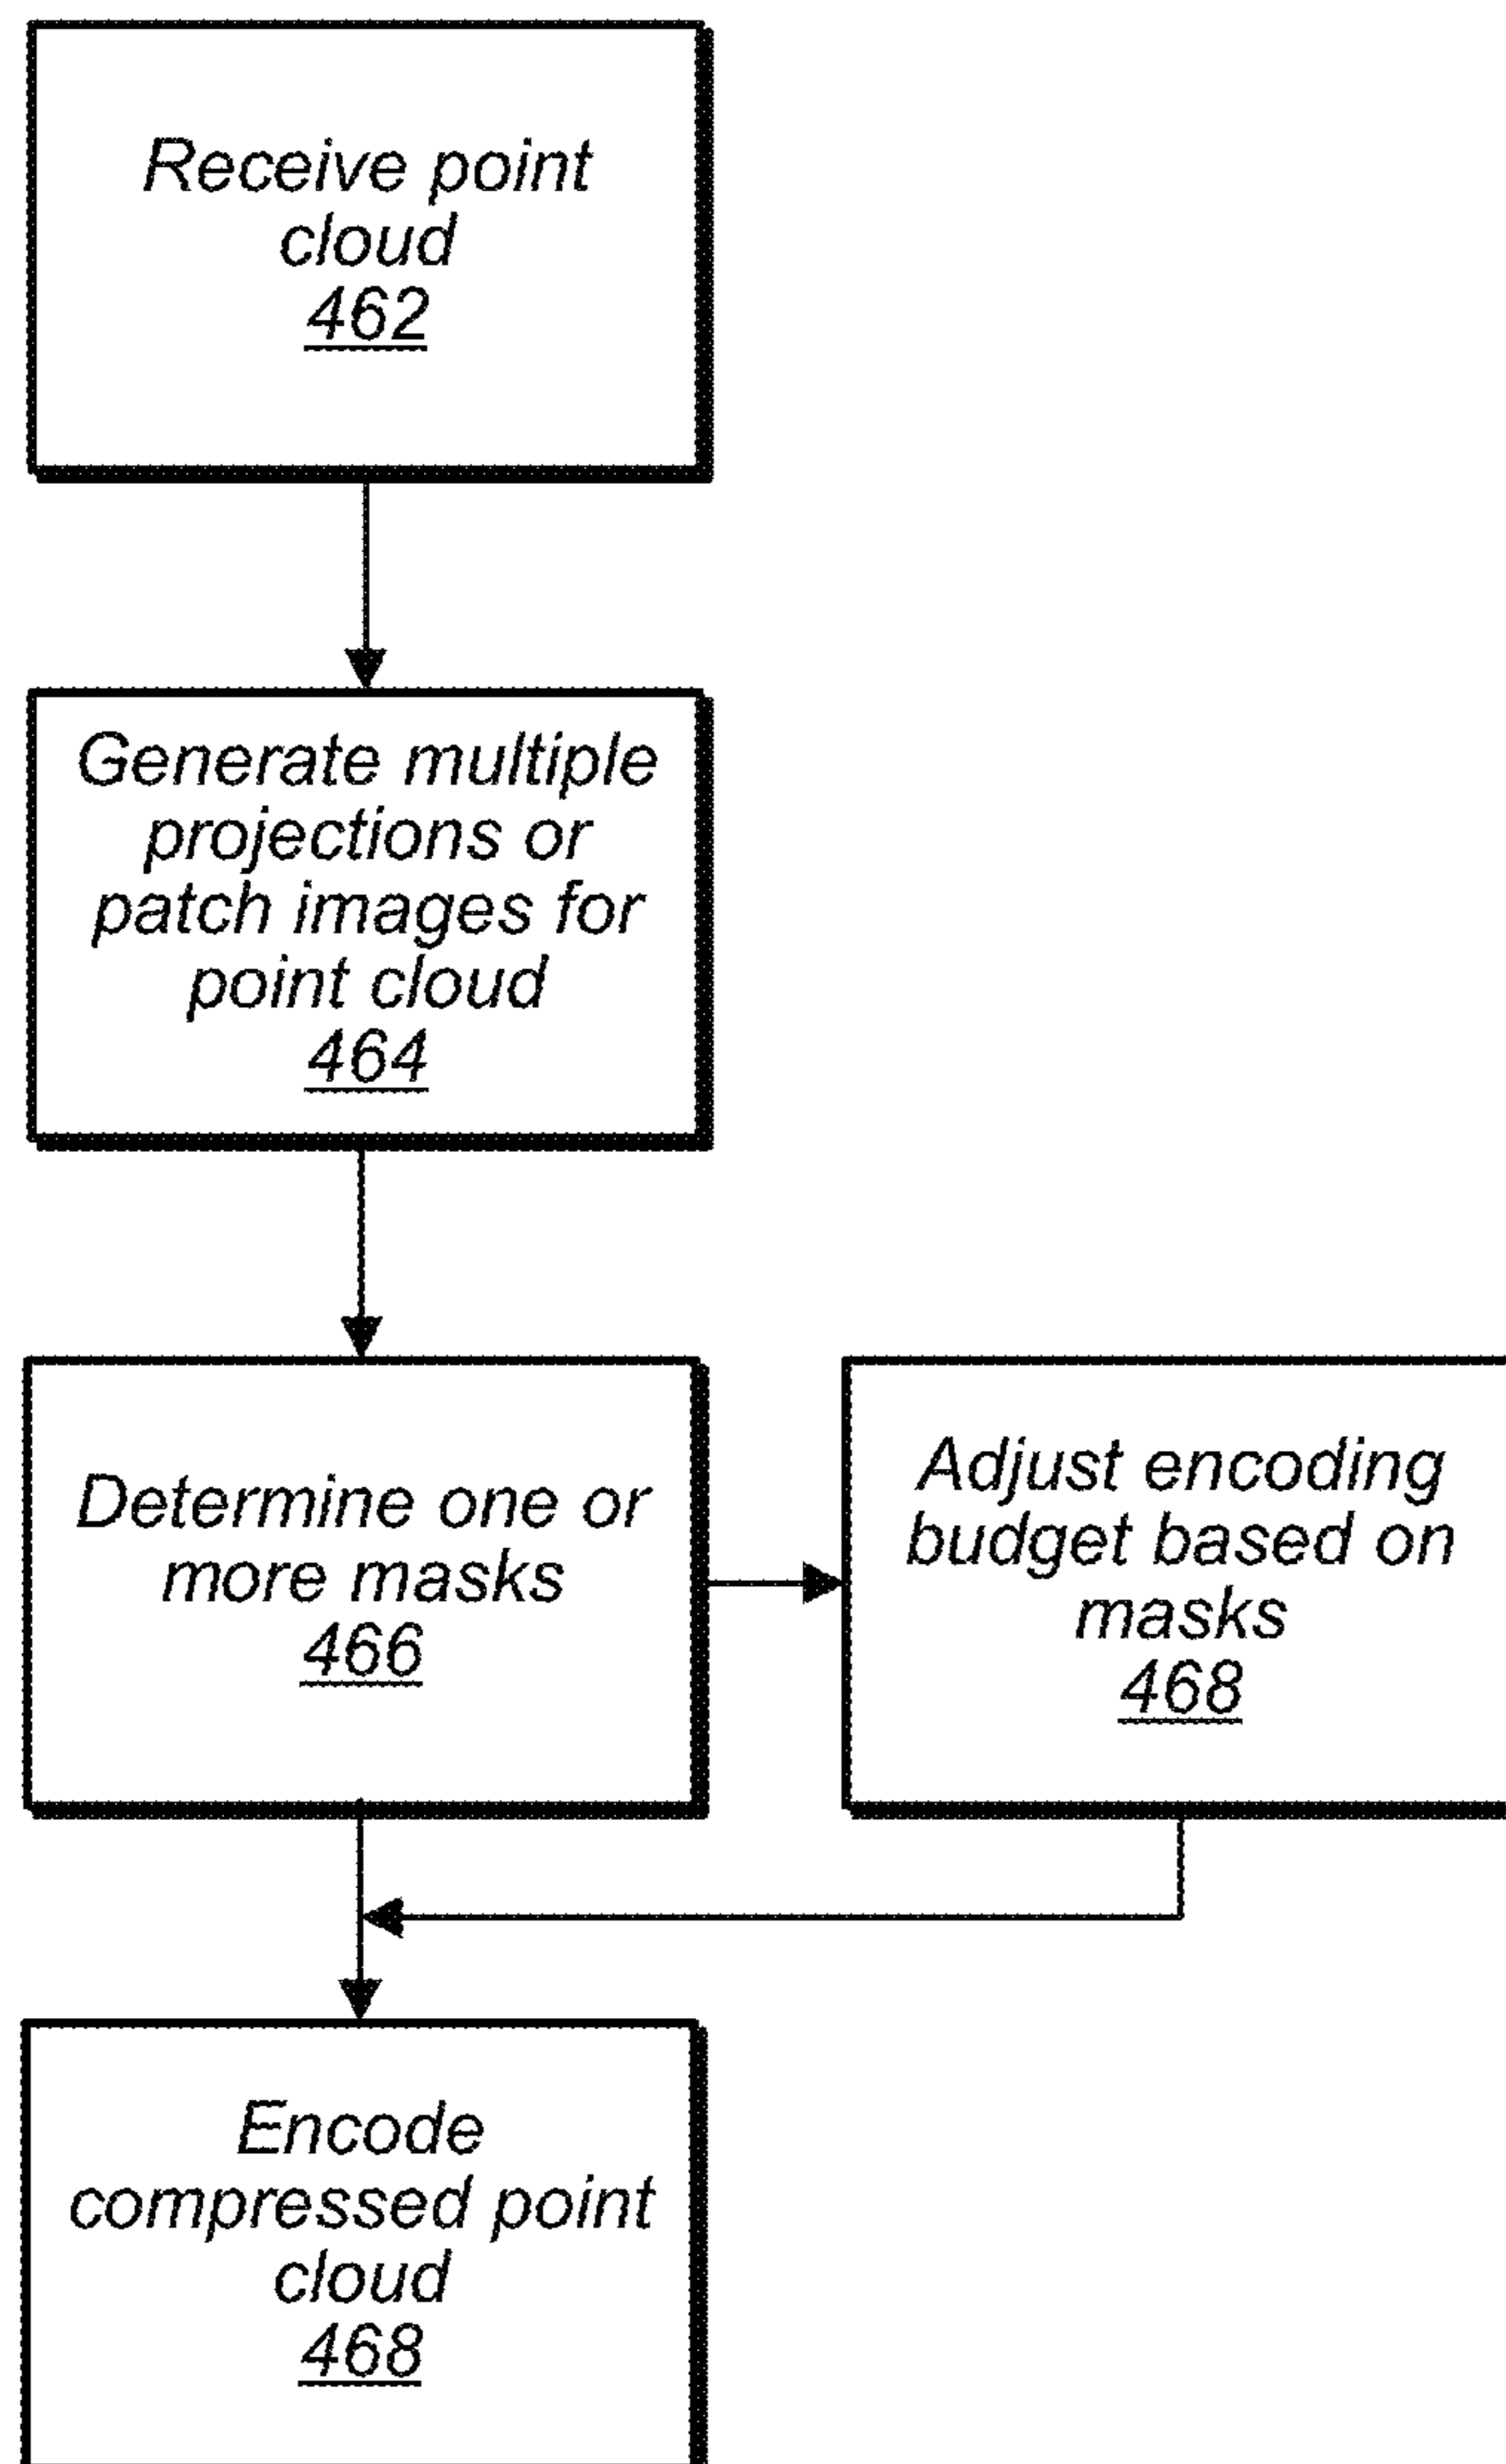 Receive point
cloud
462
Generate multiple
projections or
patch images for
point cloud
464
Determine one or
more masks
466
Adjust encoding
budget based on
masks
468
Encode
compressed point
cloud
468